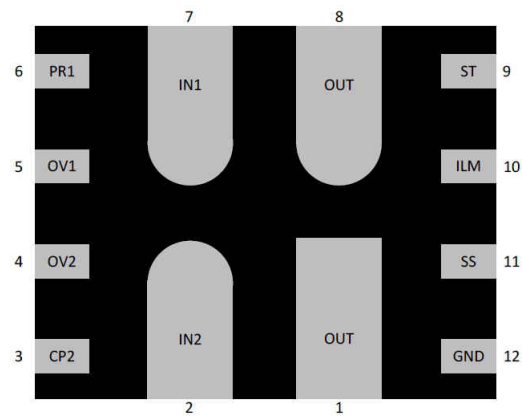 7 8
6 PR1 IN1 OUT ST 9
5 OV1 ILM 10
4 OV2 SS 11
IN2 OUT
3 CP2 GND 12
2 1